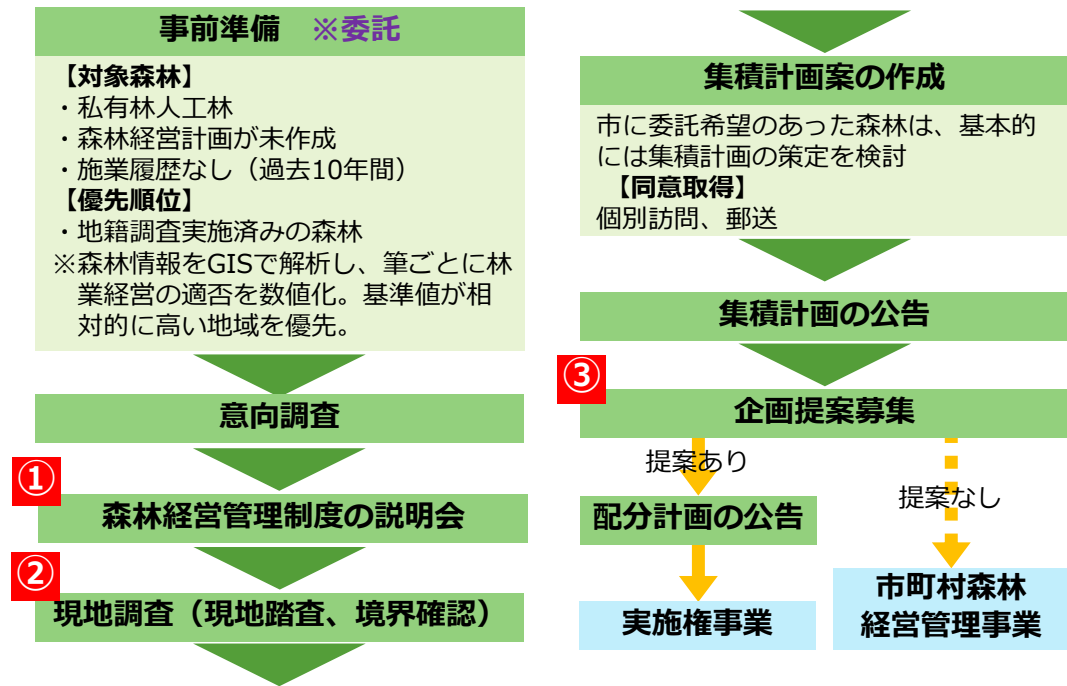 事前準備　※委託
【対象森林】
・私有林人工林
・森林経営計画が未作成
・施業履歴なし（過去10年間）
【優先順位】
・地籍調査実施済みの森林
※森林情報をGISで解析し、筆ごとに林
業経営の適否を数値化。基準値が相
対的に高い地域を優先。
意向調査
①
森林経営管理制度の説明会
②
現地調査（現地踏査、境界確認）
集積計画案の作成
市に委託希望のあった森林は、基本的
には集積計画の策定を検討
【同意取得】
個別訪問、郵送
集積計画の公告
③
企画提案募集
提案あり
提案なし
配分計画の公告
実施権事業
市町村森林
経営管理事業